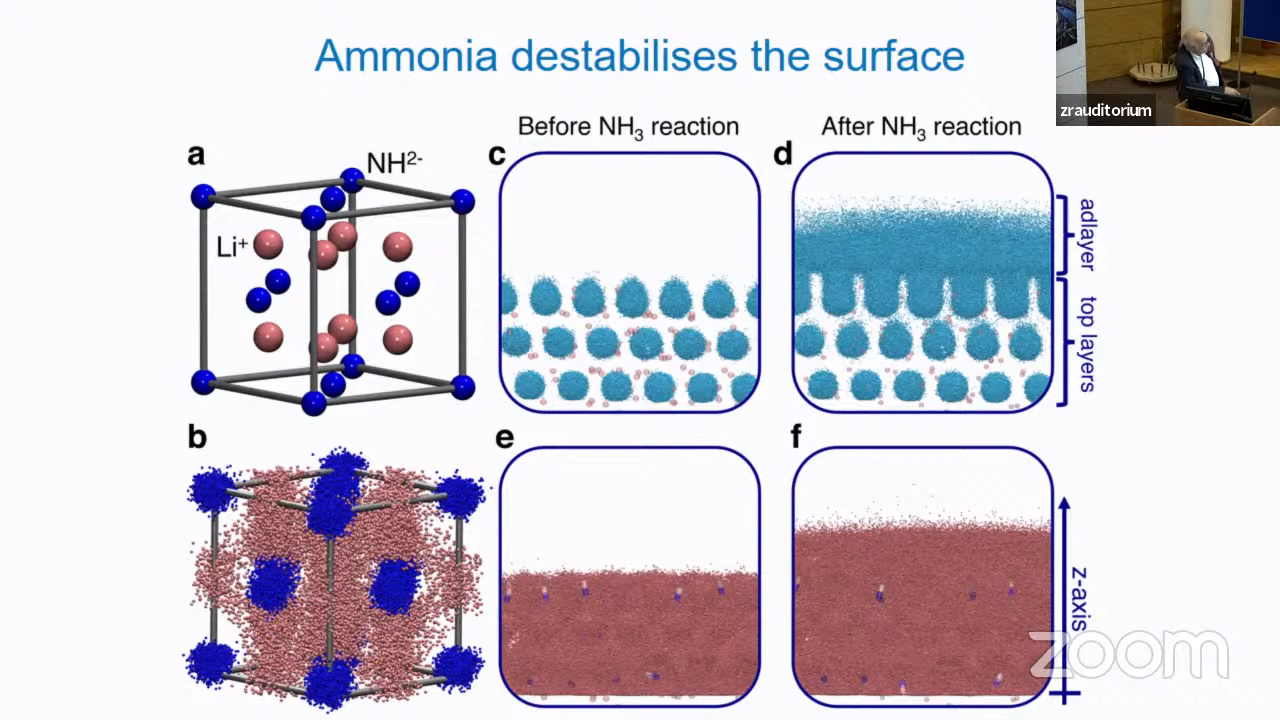 Ammonia destabilises the surface
zrauditorium
Before NH₃ reaction
After NH₃ reaction
a
NH²⁻
Li⁺
c
d
adlayer
top layers
b
e
f
z-axis
zoom